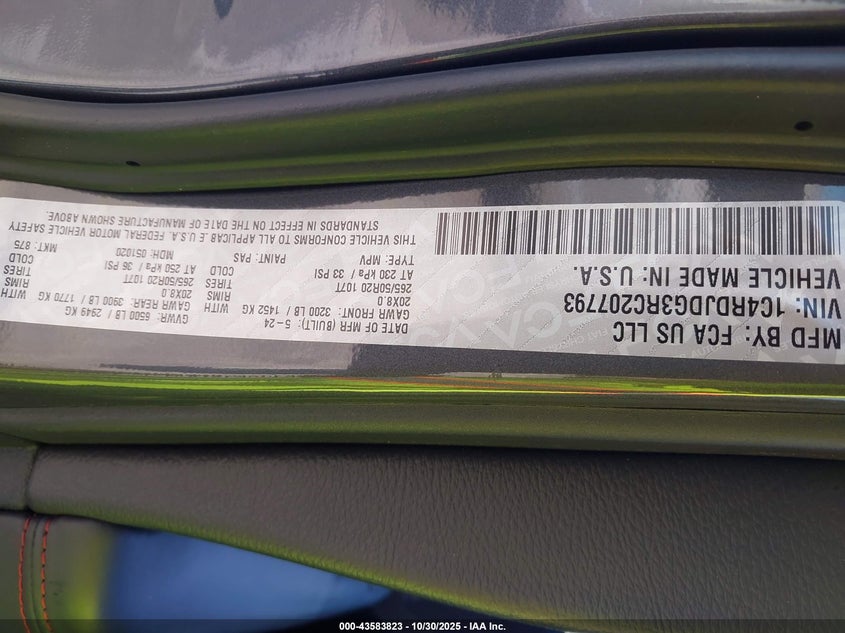 MFD BY: FCA US LLC
VIN: 1C4RDJDG3RC207793
VEHICLE MADE IN: U.S.A.
DATE OF MFR (BUILT): 5-24
GVWR: 6500 LB / 2949 KG
GAWR FRONT: 3200 LB / 1452 KG WITH
GAWR REAR: 3900 LB / 1770 KG WITH
20X8.0 RIMS
20X8.0 RIMS
265/50R20 107T TIRES
265/50R20 107T TIRES
AT 230 kPa / 33 PSI COLD
AT 250 kPa / 36 PSI COLD
TYPE: MPV
PAINT: PAS
MDH: 051020
MKT: 875
THIS VEHICLE CONFORMS TO ALL APPLICABLE U.S.A. FEDERAL MOTOR VEHICLE SAFETY
STANDARDS IN EFFECT ON THE DATE OF MANUFACTURE SHOWN ABOVE.
000-43583823 - 10/30/2025 - IAA Inc.